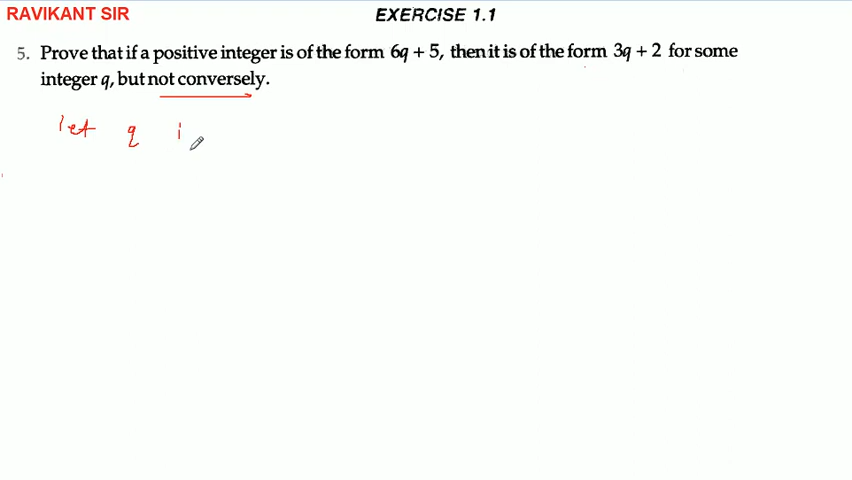 RAVIKANT SIR
EXERCISE 1.1
5. Prove that if a positive integer is of the form 6q + 5, then it is of the form 3q + 2 for some
integer q, but not conversely.
let q i